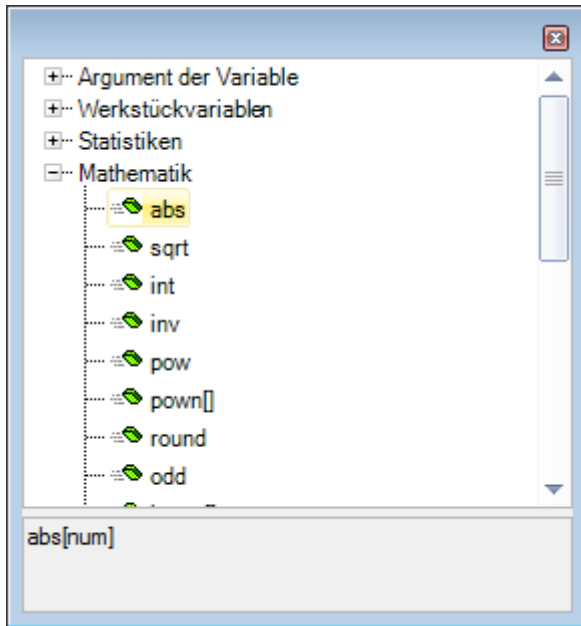 Argument der Variable
Werkstückvariablen
Statistiken
Mathematik
abs
sqrt
int
inv
pow
pown[]
round
odd
abs[num]